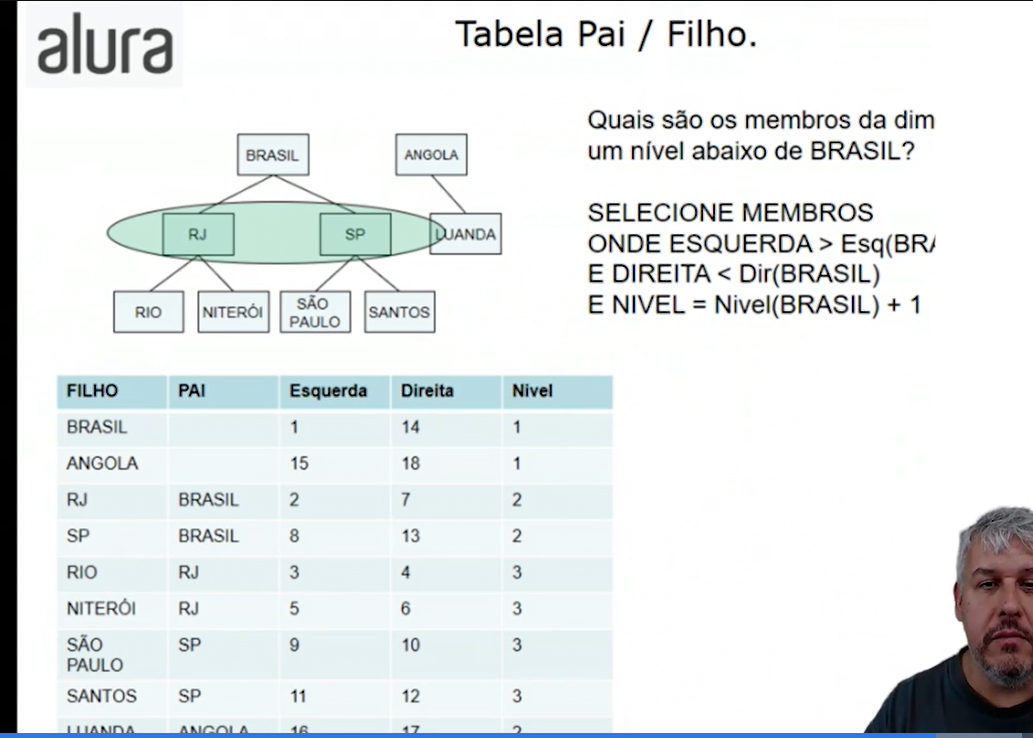 alura
Tabela Pai / Filho.
Quais são os membros da dim
um nível abaixo de BRASIL?
SELECIONE MEMBROS
ONDE ESQUERDA > Esq(BRA
E DIREITA < Dir(BRASIL)
E NIVEL = Nivel(BRASIL) + 1
BRASIL ANGOLA
RJ SP LUANDA
RIO NITERÓI SÃO PAULO SANTOS
FILHO PAI Esquerda Direita Nivel
BRASIL 1 14 1
ANGOLA 15 18 1
RJ BRASIL 2 7 2
SP BRASIL 8 13 2
RIO RJ 3 4 3
NITERÓI RJ 5 6 3
SÃO PAULO SP 9 10 3
SANTOS SP 11 12 3
LUANDA ANGOLA 16 17 2